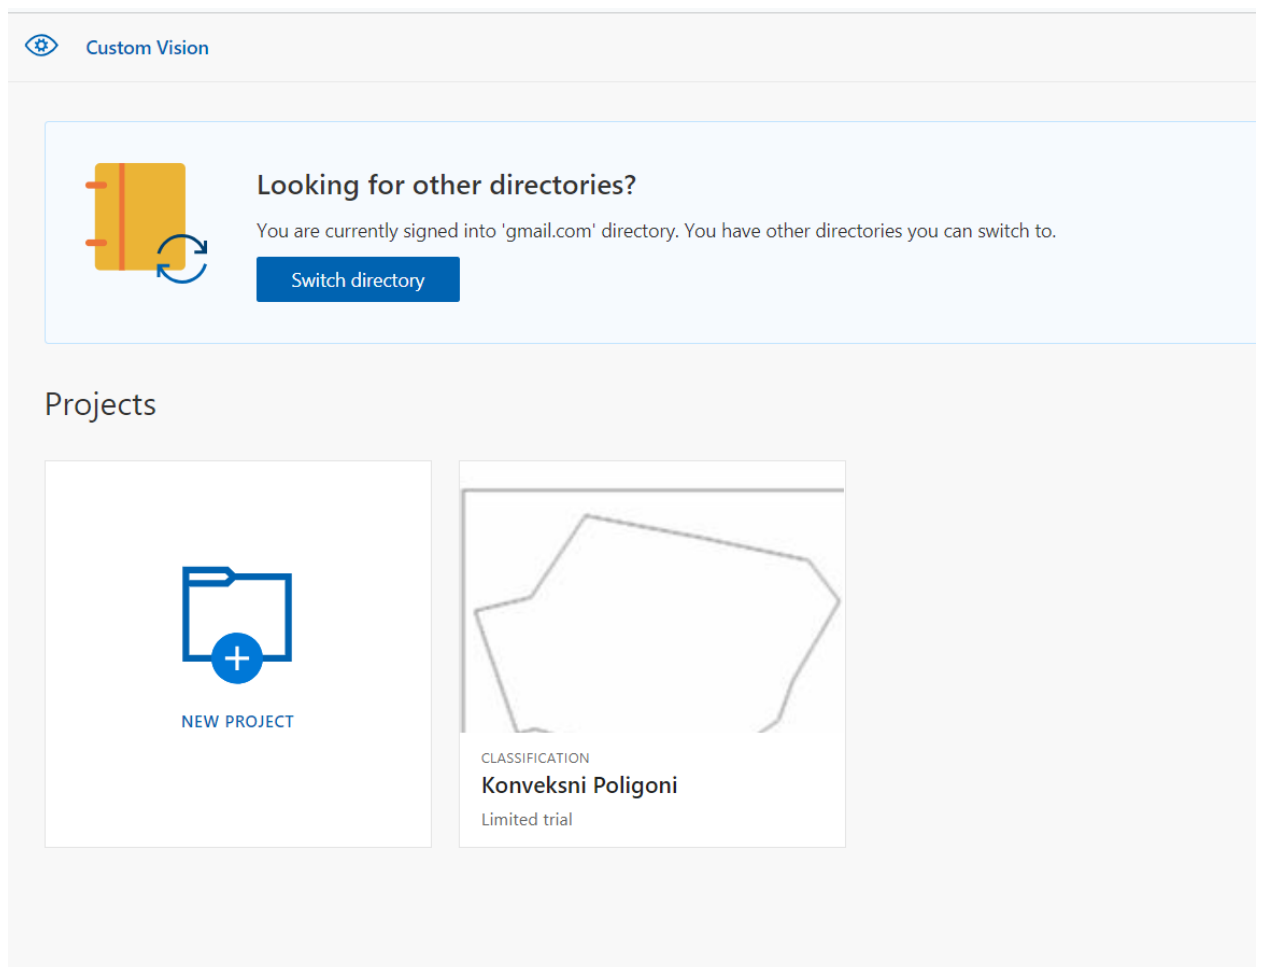 Custom Vision
Looking for other directories?
You are currently signed into 'gmail.com' directory. You have other directories you can switch to.
Switch directory
Projects
NEW PROJECT
CLASSIFICATION
Konveksni Poligoni
Limited trial